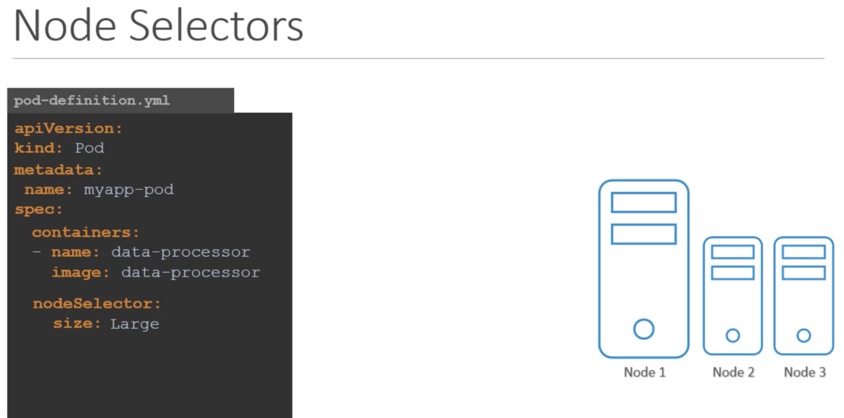 Node Selectors
pod-definition.yml
apiVersion:
kind: Pod
metadata:
name: myapp-pod
spec:
containers:
- name: data-processor
image: data-processor
nodeSelector:
size: Large
Node 1
Node 2
Node 3